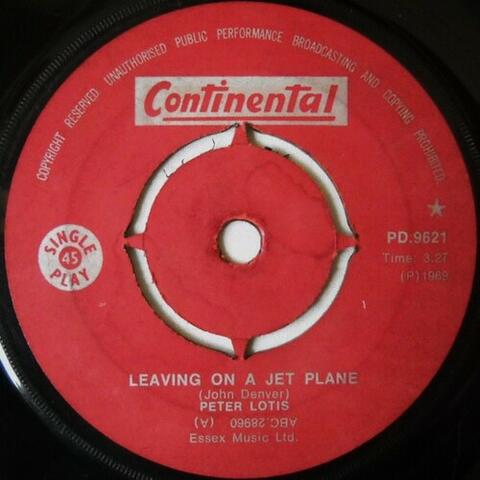 COPYRIGHT RESERVED UNAUTHORISED PUBLIC PERFORMANCE BROADCASTING AND COPYING PROHIBITED.
Continental
SINGLE
45
PLAY
PD.9621
Time: 3.27
(P)1969
LEAVING ON A JET PLANE
(John Denver)
PETER LOTIS
ABC.28960 (A)
Essex Music Ltd.